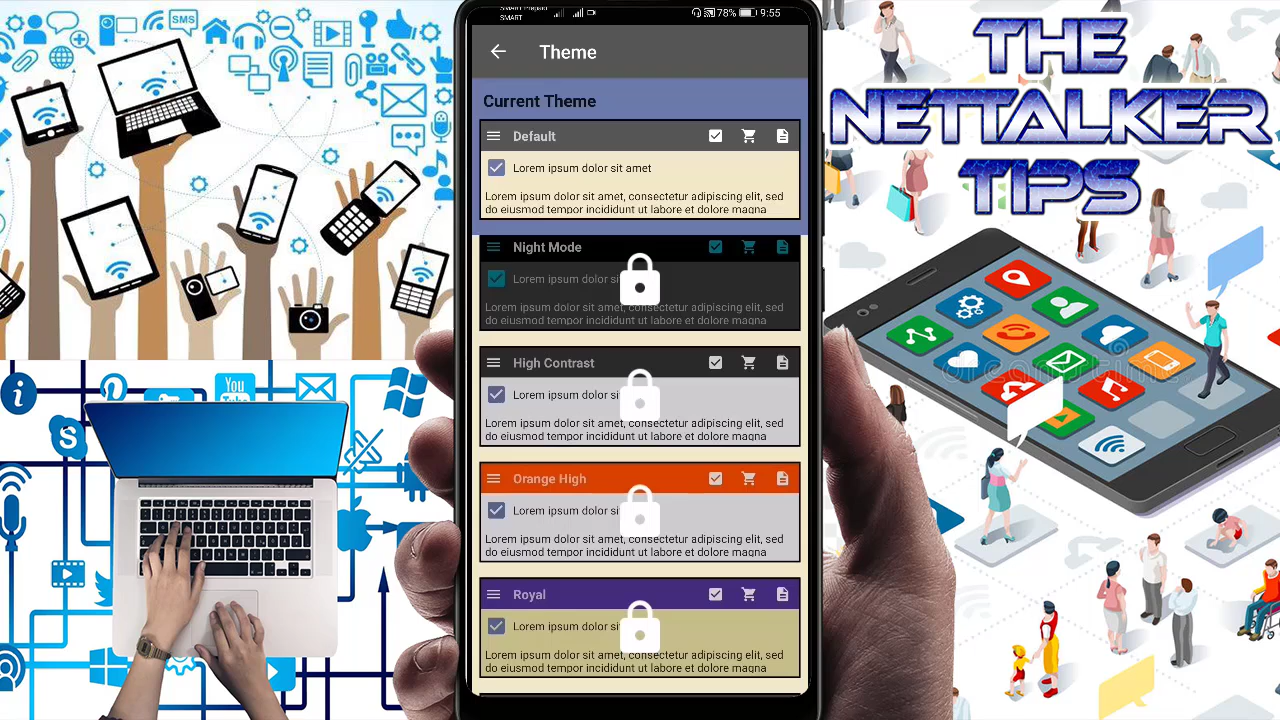 SMART Prepaid
SMART
78% 9:55
Theme
Current Theme
Default
Lorem ipsum dolor sit amet
Lorem ipsum dolor sit amet, consectetur adipiscing elit, sed
do eiusmod tempor incididunt ut labore et dolore magna
Night Mode
Lorem ipsum dolor si
Lorem ipsum dolor sit amet, consectetur adipiscing elit, sed
do eiusmod tempor incididunt ut labore et dolore magna
High Contrast
Lorem ipsum dolor si
Lorem ipsum dolor sit amet, consectetur adipiscing elit, sed
do eiusmod tempor incididunt ut labore et dolore magna
Orange High
Lorem ipsum dolor si
Lorem ipsum dolor sit amet, consectetur adipiscing elit, sed
do eiusmod tempor incididunt ut labore et dolore magna
Royal
Lorem ipsum dolor si
Lorem ipsum dolor sit amet, consectetur adipiscing elit, sed
do eiusmod tempor incididunt ut labore et dolore magna
THE
NETTALKER
TIPS
SMS
You
dreamstime